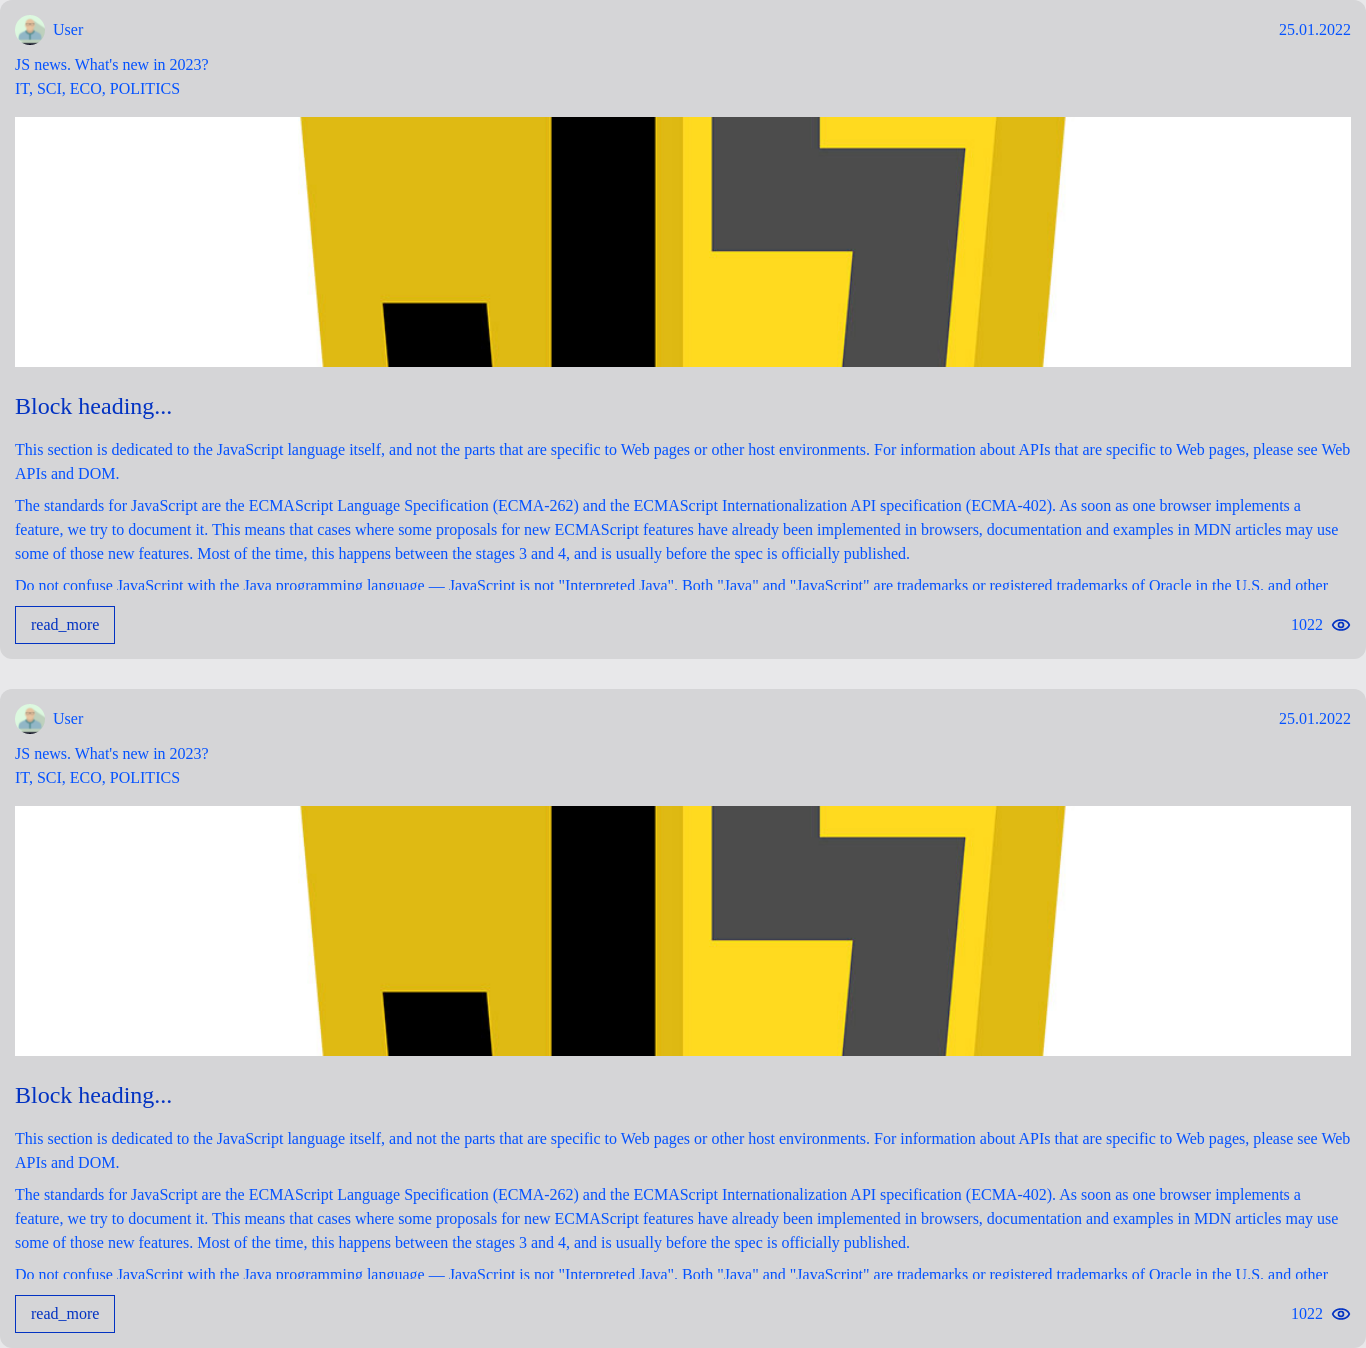 User
25.01.2022
JS news. What's new in 2023?
IT, SCI, ECO, POLITICS
Block heading...
This section is dedicated to the JavaScript language itself, and not the parts that are specific to Web pages or other host environments. For information about APIs that are specific to Web pages, please see Web
APIs and DOM.
The standards for JavaScript are the ECMAScript Language Specification (ECMA-262) and the ECMAScript Internationalization API specification (ECMA-402). As soon as one browser implements a
feature, we try to document it. This means that cases where some proposals for new ECMAScript features have already been implemented in browsers, documentation and examples in MDN articles may use
some of those new features. Most of the time, this happens between the stages 3 and 4, and is usually before the spec is officially published.
Do not confuse JavaScript with the Java programming language — JavaScript is not "Interpreted Java". Both "Java" and "JavaScript" are trademarks or registered trademarks of Oracle in the U.S. and other
read_more
1022
User
25.01.2022
JS news. What's new in 2023?
IT, SCI, ECO, POLITICS
Block heading...
This section is dedicated to the JavaScript language itself, and not the parts that are specific to Web pages or other host environments. For information about APIs that are specific to Web pages, please see Web
APIs and DOM.
The standards for JavaScript are the ECMAScript Language Specification (ECMA-262) and the ECMAScript Internationalization API specification (ECMA-402). As soon as one browser implements a
feature, we try to document it. This means that cases where some proposals for new ECMAScript features have already been implemented in browsers, documentation and examples in MDN articles may use
some of those new features. Most of the time, this happens between the stages 3 and 4, and is usually before the spec is officially published.
Do not confuse JavaScript with the Java programming language — JavaScript is not "Interpreted Java". Both "Java" and "JavaScript" are trademarks or registered trademarks of Oracle in the U.S. and other
read_more
1022